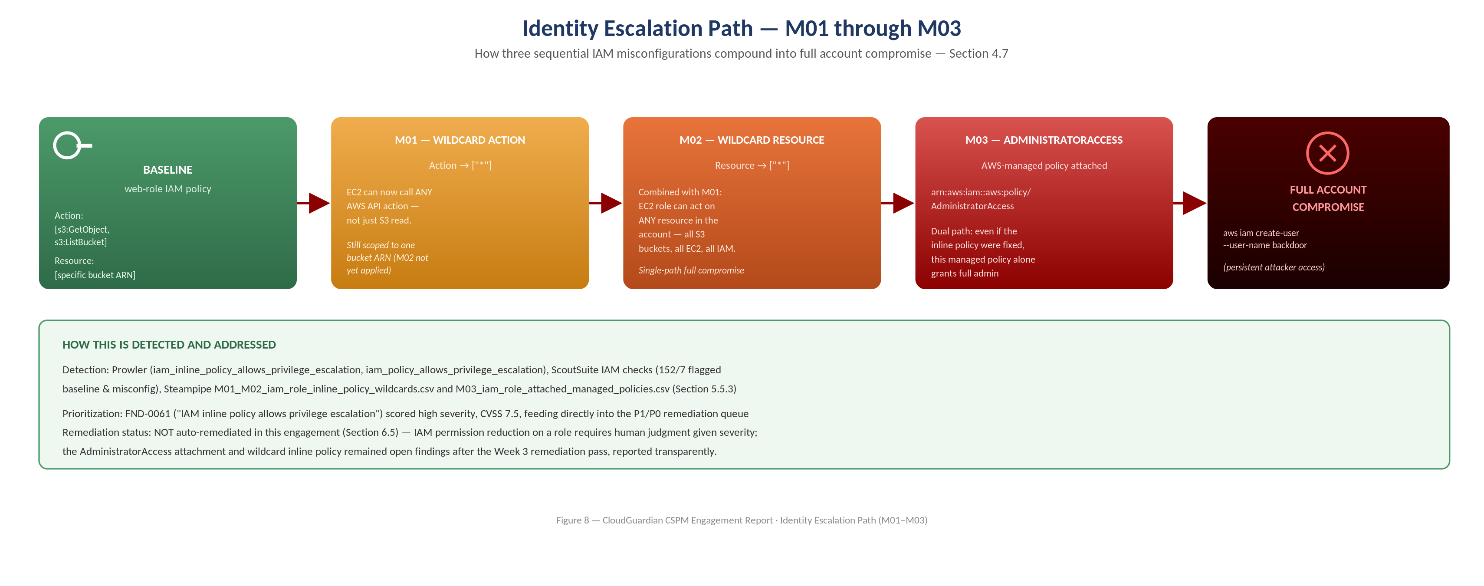 Identity Escalation Path — M01 through M03
How three sequential IAM misconfigurations compound into full account compromise — Section 4.7
BASELINE
web-role IAM policy
Action:
[s3:GetObject,
s3:ListBucket]
Resource:
[specific bucket ARN]
M01 — WILDCARD ACTION
Action → ["*"]
EC2 can now call ANY
AWS API action —
not just S3 read.
Still scoped to one
bucket ARN (M02 not
yet applied)
M02 — WILDCARD RESOURCE
Resource → ["*"]
Combined with M01:
EC2 role can act on
ANY resource in the
account — all S3
buckets, all EC2, all IAM.
Single-path full compromise
M03 — ADMINISTRATORACCESS
AWS-managed policy attached
arn:aws:iam::aws:policy/
AdministratorAccess
Dual path: even if the
inline policy were fixed,
this managed policy alone
grants full admin
FULL ACCOUNT
COMPROMISE
aws iam create-user
--user-name backdoor
(persistent attacker access)
HOW THIS IS DETECTED AND ADDRESSED
Detection: Prowler (iam_inline_policy_allows_privilege_escalation, iam_policy_allows_privilege_escalation), ScoutSuite IAM checks (152/7 flagged
baseline & misconfig), Steampipe M01_M02_iam_role_inline_policy_wildcards.csv and M03_iam_role_attached_managed_policies.csv (Section 5.5.3)
Prioritization: FND-0061 ("IAM inline policy allows privilege escalation") scored high severity, CVSS 7.5, feeding directly into the P1/P0 remediation queue
Remediation status: NOT auto-remediated in this engagement (Section 6.5) — IAM permission reduction on a role requires human judgment given severity;
the AdministratorAccess attachment and wildcard inline policy remained open findings after the Week 3 remediation pass, reported transparently.
Figure 8 — CloudGuardian CSPM Engagement Report · Identity Escalation Path (M01–M03)